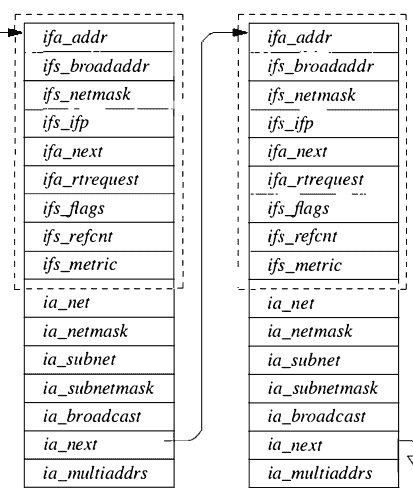 ifa_addr
ifs_broadaddr
ifs_netmask
ifs_ifp
ifa_next
ifa_rtrequest
ifs_flags
ifs_refcnt
ifs_metric
ia_net
ia_netmask
ia_subnet
ia_subnetmask
ia_broadcast
ia_next
ia_multiaddrs
ifa_addr
ifs_broadaddr
ifs_netmask
ifs_ifp
ifa_next
ifa_rtrequest
ifs_flags
ifs_refcnt
ifs_metric
ia_net
ia_netmask
ia_subnet
ia_subnetmask
ia_broadcast
ia_next
ia_multiaddrs